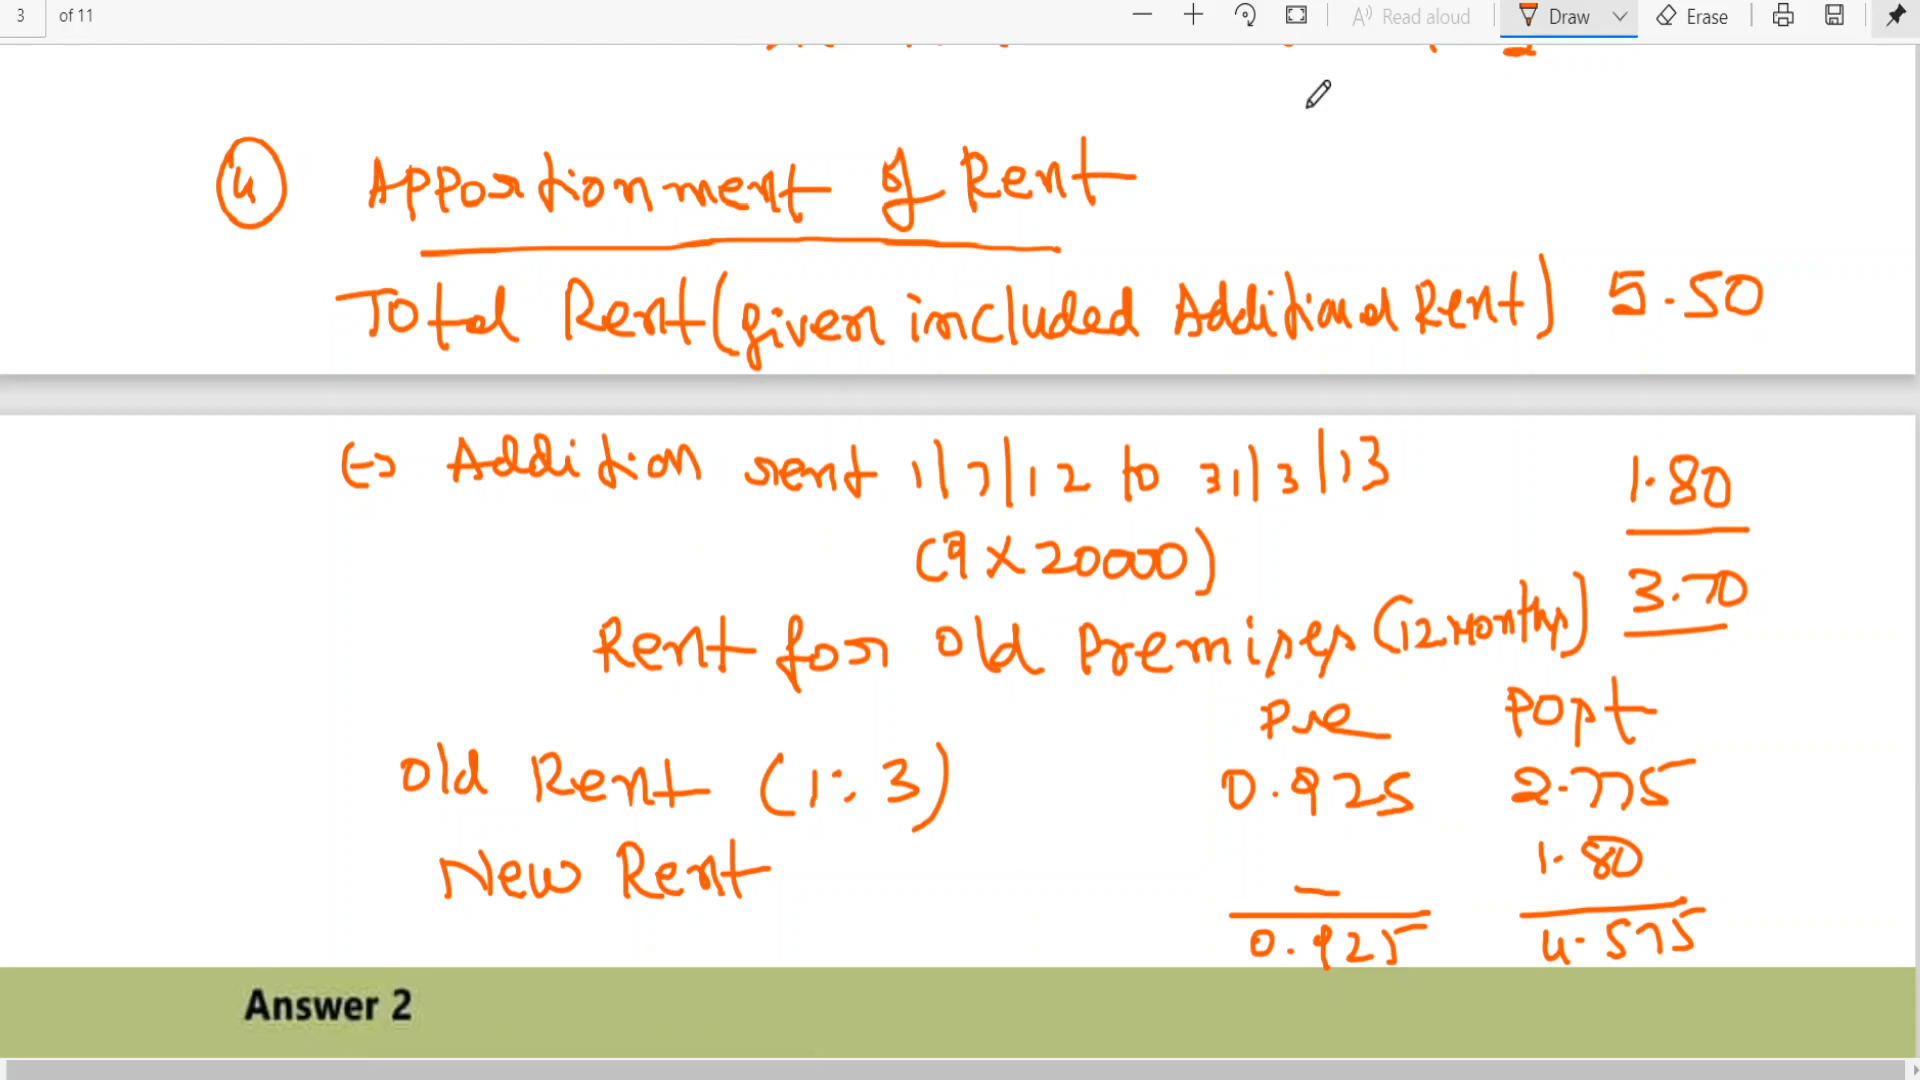 3 of 11 Read aloud Draw Erase
4 Apportionment of Rent
Total Rent (given included Additional Rent) 5.50
(-) Addition rent 1/7/12 to 31/3/13 1.80
(9 X 20000)
Rent for old premises (12 Months) 3.70
Pre Post
Old Rent (1:3) 0.925 2.775
New Rent — 1.80
0.925 4.575
Answer 2